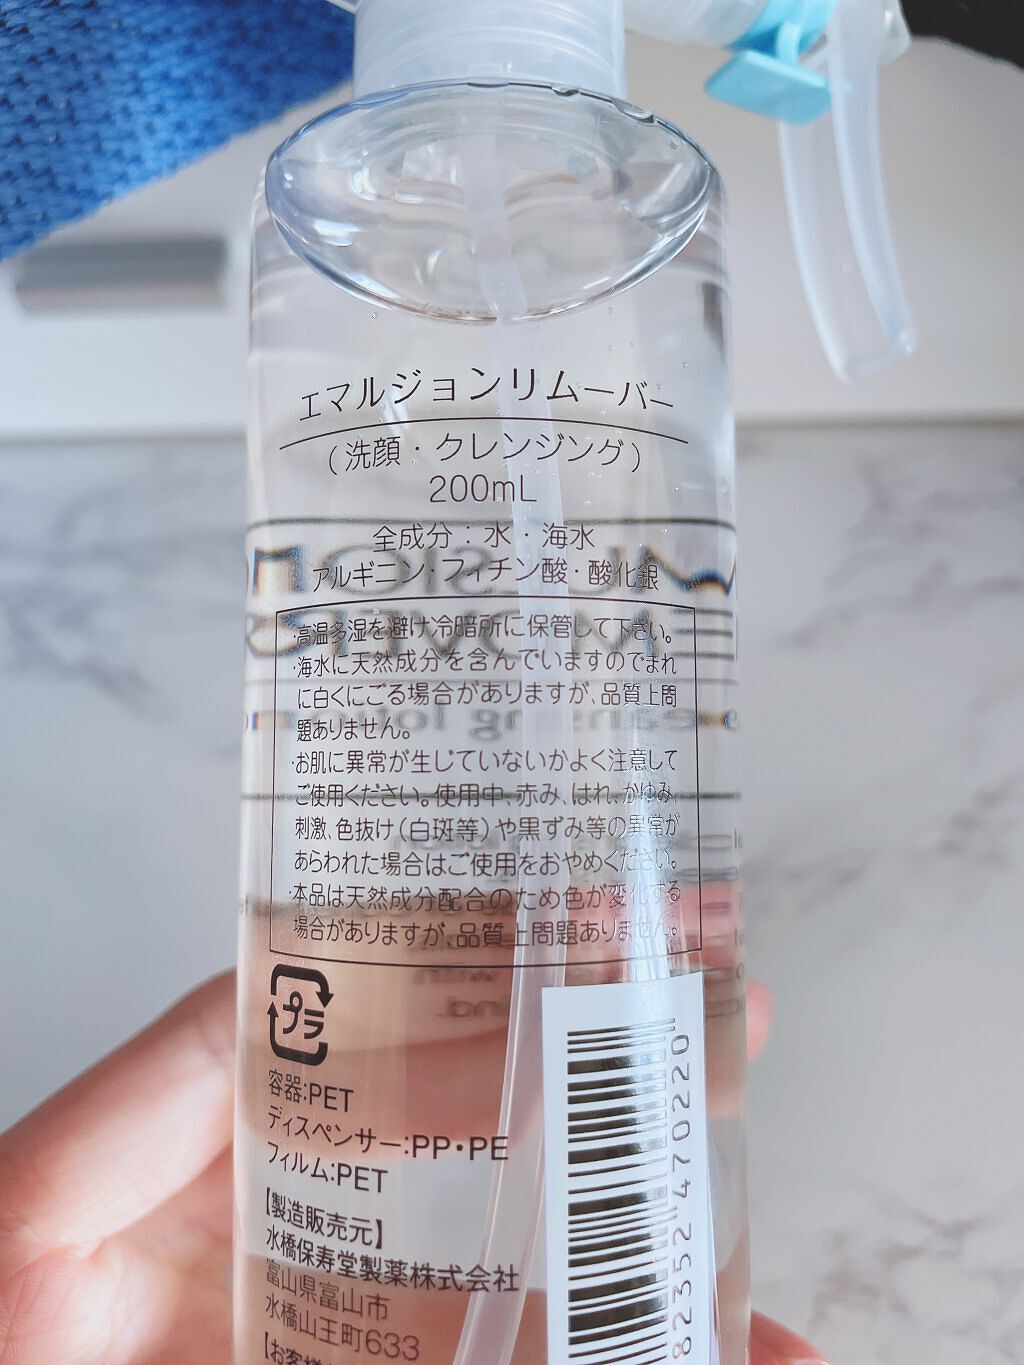 エマルジョンリムーバー
(洗顔・クレンジング)
200mL
全成分：水・海水
アルギニン・フィチン酸・酸化銀
・高温多湿を避け冷暗所に保管して下さい。
・海水に天然成分を含んでいますのでまれ
に白くにごる場合がありますが、品質上問
題ありません。
・お肌に異常が生じていないかよく注意して
ご使用ください。使用中、赤み、はれ、かゆみ、
刺激、色抜け(白斑等)や黒ずみ等の異常が
あらわれた場合はご使用をおやめください。
・本品は天然成分配合のため色が変化する
場合がありますが、品質上問題ありません。
プラ
容器:PET
ディスペンサー:PP・PE
フィルム:PET
【製造販売元】
水橋保寿堂製薬株式会社
富山県富山市
水橋山王町633
【お客様
82352 470220